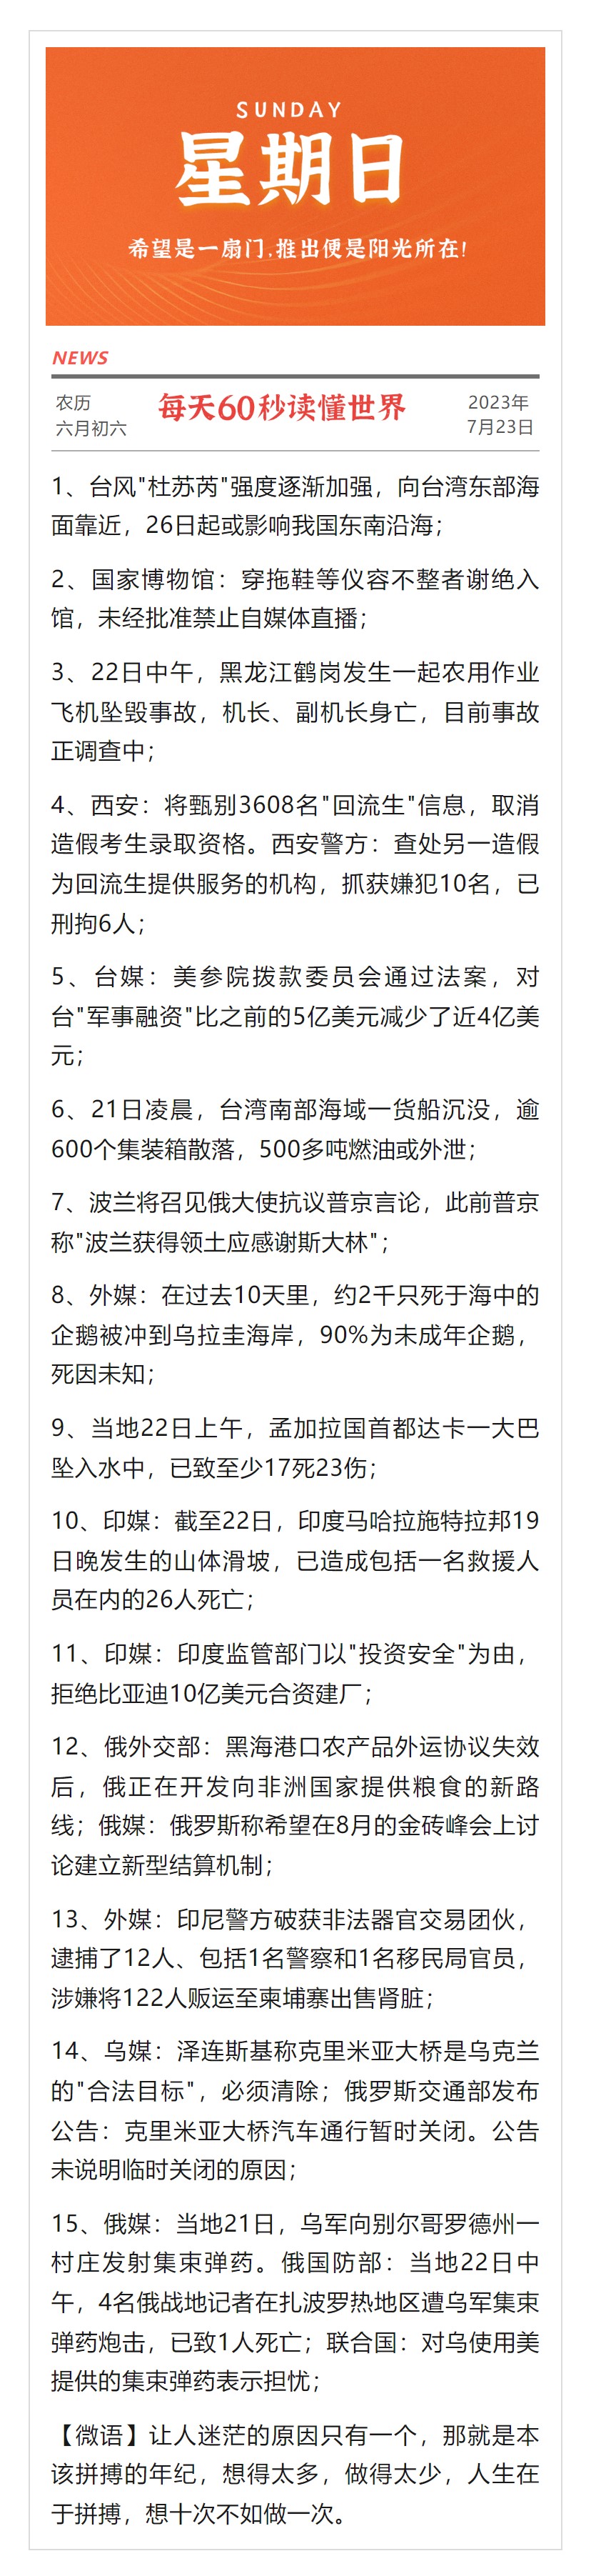 SUNDAY
星期日
希望是一扇门,推出便是阳光所在!
NEWS
农历
六月初六
每天60秒读懂世界
2023年
7月23日
1、台风"杜苏芮"强度逐渐加强，向台湾东部海
面靠近，26日起或影响我国东南沿海；
2、国家博物馆：穿拖鞋等仪容不整者谢绝入
馆，未经批准禁止自媒体直播；
3、22日中午，黑龙江鹤岗发生一起农用作业
飞机坠毁事故，机长、副机长身亡，目前事故
正调查中；
4、西安：将甄别3608名"回流生"信息，取消
造假考生录取资格。西安警方：查处另一造假
为回流生提供服务的机构，抓获嫌犯10名，已
刑拘6人；
5、台媒：美参院拨款委员会通过法案，对
台"军事融资"比之前的5亿美元减少了近4亿美
元；
6、21日凌晨，台湾南部海域一货船沉没，逾
600个集装箱散落，500多吨燃油或外泄；
7、波兰将召见俄大使抗议普京言论，此前普京
称"波兰获得领土应感谢斯大林"；
8、外媒：在过去10天里，约2千只死于海中的
企鹅被冲到乌拉圭海岸，90%为未成年企鹅，
死因未知；
9、当地22日上午，孟加拉国首都达卡一大巴
坠入水中，已致至少17死23伤；
10、印媒：截至22日，印度马哈拉施特拉邦19
日晚发生的山体滑坡，已造成包括一名救援人
员在内的26人死亡；
11、印媒：印度监管部门以"投资安全"为由，
拒绝比亚迪10亿美元合资建厂；
12、俄外交部：黑海港口农产品外运协议失效
后，俄正在开发向非洲国家提供粮食的新路
线；俄媒：俄罗斯称希望在8月的金砖峰会上讨
论建立新型结算机制；
13、外媒：印尼警方破获非法器官交易团伙，
逮捕了12人、包括1名警察和1名移民局官员，
涉嫌将122人贩运至柬埔寨出售肾脏；
14、乌媒：泽连斯基称克里米亚大桥是乌克兰
的"合法目标"，必须清除；俄罗斯交通部发布
公告：克里米亚大桥汽车通行暂时关闭。公告
未说明临时关闭的原因；
15、俄媒：当地21日，乌军向别尔哥罗德州一
村庄发射集束弹药。俄国防部：当地22日中
午，4名俄战地记者在扎波罗热地区遭乌军集束
弹药炮击，已致1人死亡；联合国：对乌使用美
提供的集束弹药表示担忧；
【微语】让人迷茫的原因只有一个，那就是本
该拼搏的年纪，想得太多，做得太少，人生在
于拼搏，想十次不如做一次。